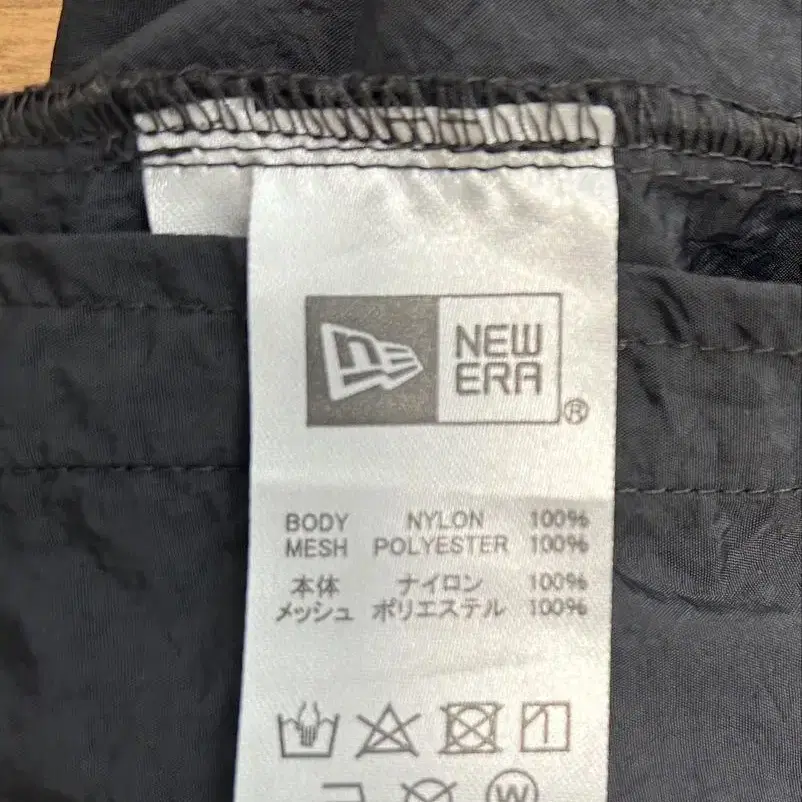 NEW
ERA
®
BODY NYLON 100%
MESH POLYESTER 100%
本体 ナイロン 100%
メッシュ ポリエステル 100%
W